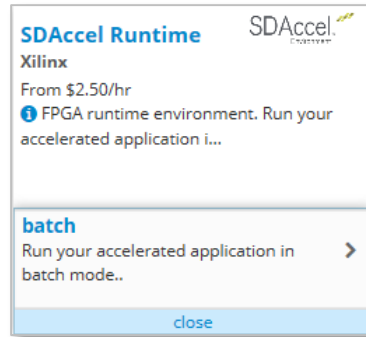 SDAccel Runtime
SDAccel.
Environment
Xilinx
From $2.50/hr
FPGA runtime environment. Run your
accelerated application i...
batch
Run your accelerated application in
batch mode..
close